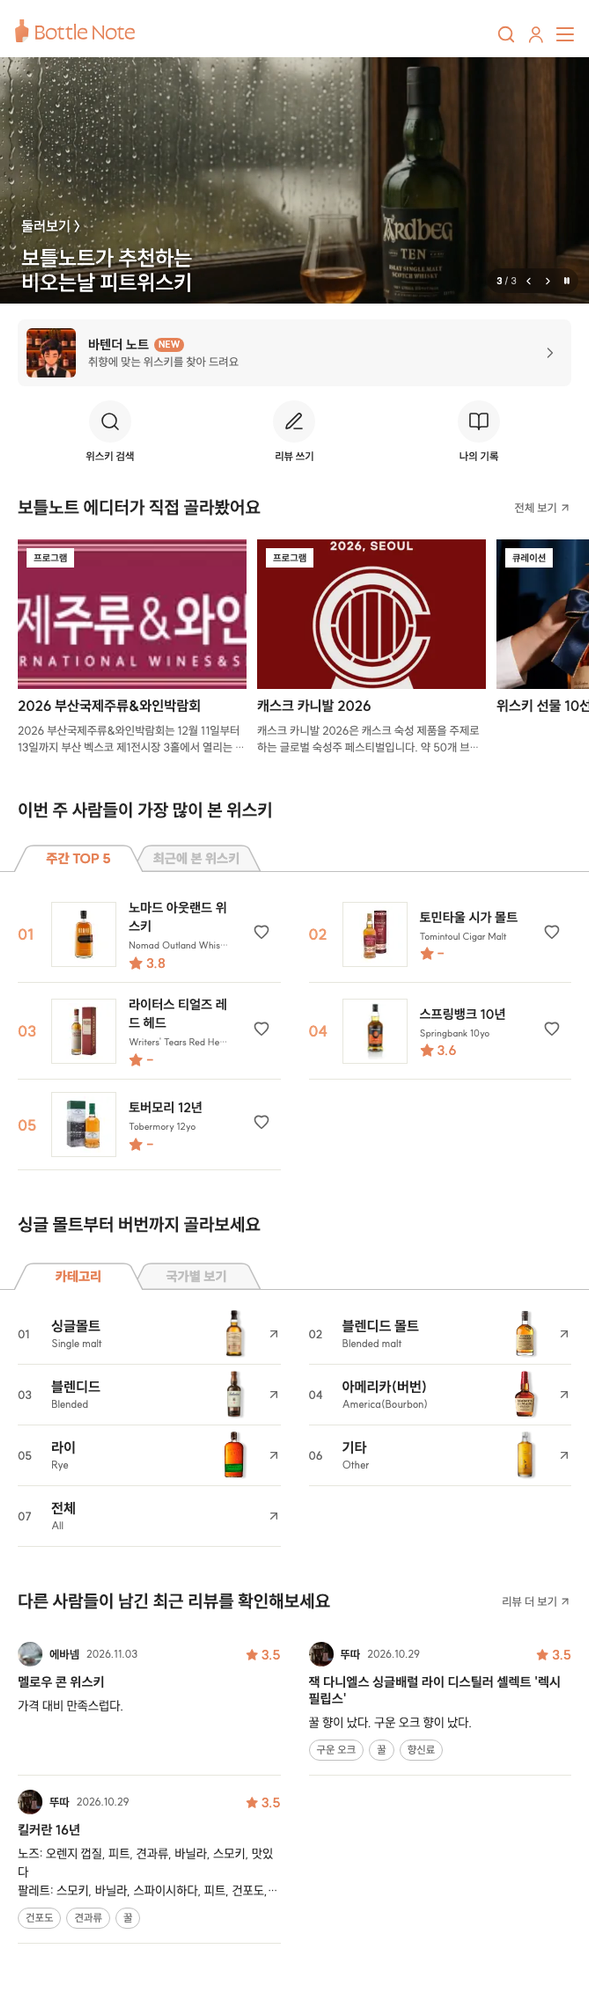 Bottle Note
둘러보기 〉
보틀노트가 추천하는
비오는날 피트위스키
ARdbeg
TEN
ISLAY SINGLE MALT
SCOTCH WHISKY
3 / 3
바텐더 노트 NEW
취향에 맞는 위스키를 찾아 드려요
위스키 검색
리뷰 쓰기
나의 기록
보틀노트 에디터가 직접 골라봤어요
전체 보기
프로그램
제주류&와인
RNATIONAL WINES&S
2026 부산국제주류&와인박람회
2026 부산국제주류&와인박람회는 12월 11일부터
13일까지 부산 벡스코 제1전시장 3홀에서 열리는 ...
프로그램
2026, SEOUL
캐스크 카니발 2026
캐스크 카니발 2026은 캐스크 숙성 제품을 주제로
하는 글로벌 숙성주 페스티벌입니다. 약 50개 브...
큐레이션
위스키 선물 10선
이번 주 사람들이 가장 많이 본 위스키
주간 TOP 5
최근에 본 위스키
01
노마드 아웃랜드 위
스키
Nomad Outland Whis...
3.8
02
토민타울 시가 몰트
Tomintoul Cigar Malt
-
03
라이터스 티얼즈 레
드 헤드
Writers' Tears Red He...
-
04
스프링뱅크 10년
Springbank 10yo
3.6
05
토버모리 12년
Tobermory 12yo
-
싱글 몰트부터 버번까지 골라보세요
카테고리
국가별 보기
01
싱글몰트
Single malt
02
블렌디드 몰트
Blended malt
03
블렌디드
Blended
04
아메리카(버번)
America(Bourbon)
05
라이
Rye
06
기타
Other
07
전체
All
다른 사람들이 남긴 최근 리뷰를 확인해보세요
리뷰 더 보기
에바넴 2026.11.03 3.5
멜로우 콘 위스키
가격 대비 만족스럽다.
뚜따 2026.10.29 3.5
잭 다니엘스 싱글배럴 라이 디스틸러 셀렉트 '렉시
필립스'
꿀 향이 났다. 구운 오크 향이 났다.
구운 오크 꿀 향신료
뚜따 2026.10.29 3.5
킬커란 16년
노즈: 오렌지 껍질, 피트, 견과류, 바닐라, 스모키, 맛있
다
팔레트: 스모키, 바닐라, 스파이시하다, 피트, 건포도,...
건포도 견과류 꿀